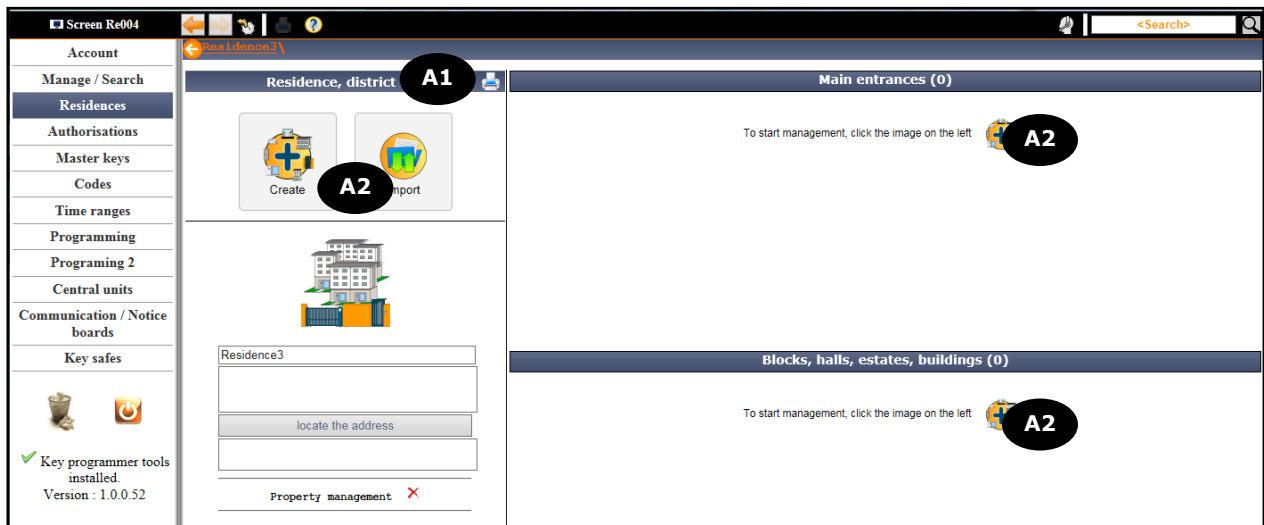 Screen Re004
<Search>
Account
Manage / Search
Residences
Authorisations
Master keys
Codes
Time ranges
Programming
Programing 2
Central units
Communication / Notice
boards
Key safes
Key programmer tools
installed.
Version : 1.0.0.52
Residence3\
Residence, district
A1
Create
A2
mport
Residence3
locate the address
Property management
Main entrances (0)
To start management, click the image on the left
A2
Blocks, halls, estates, buildings (0)
To start management, click the image on the left
A2